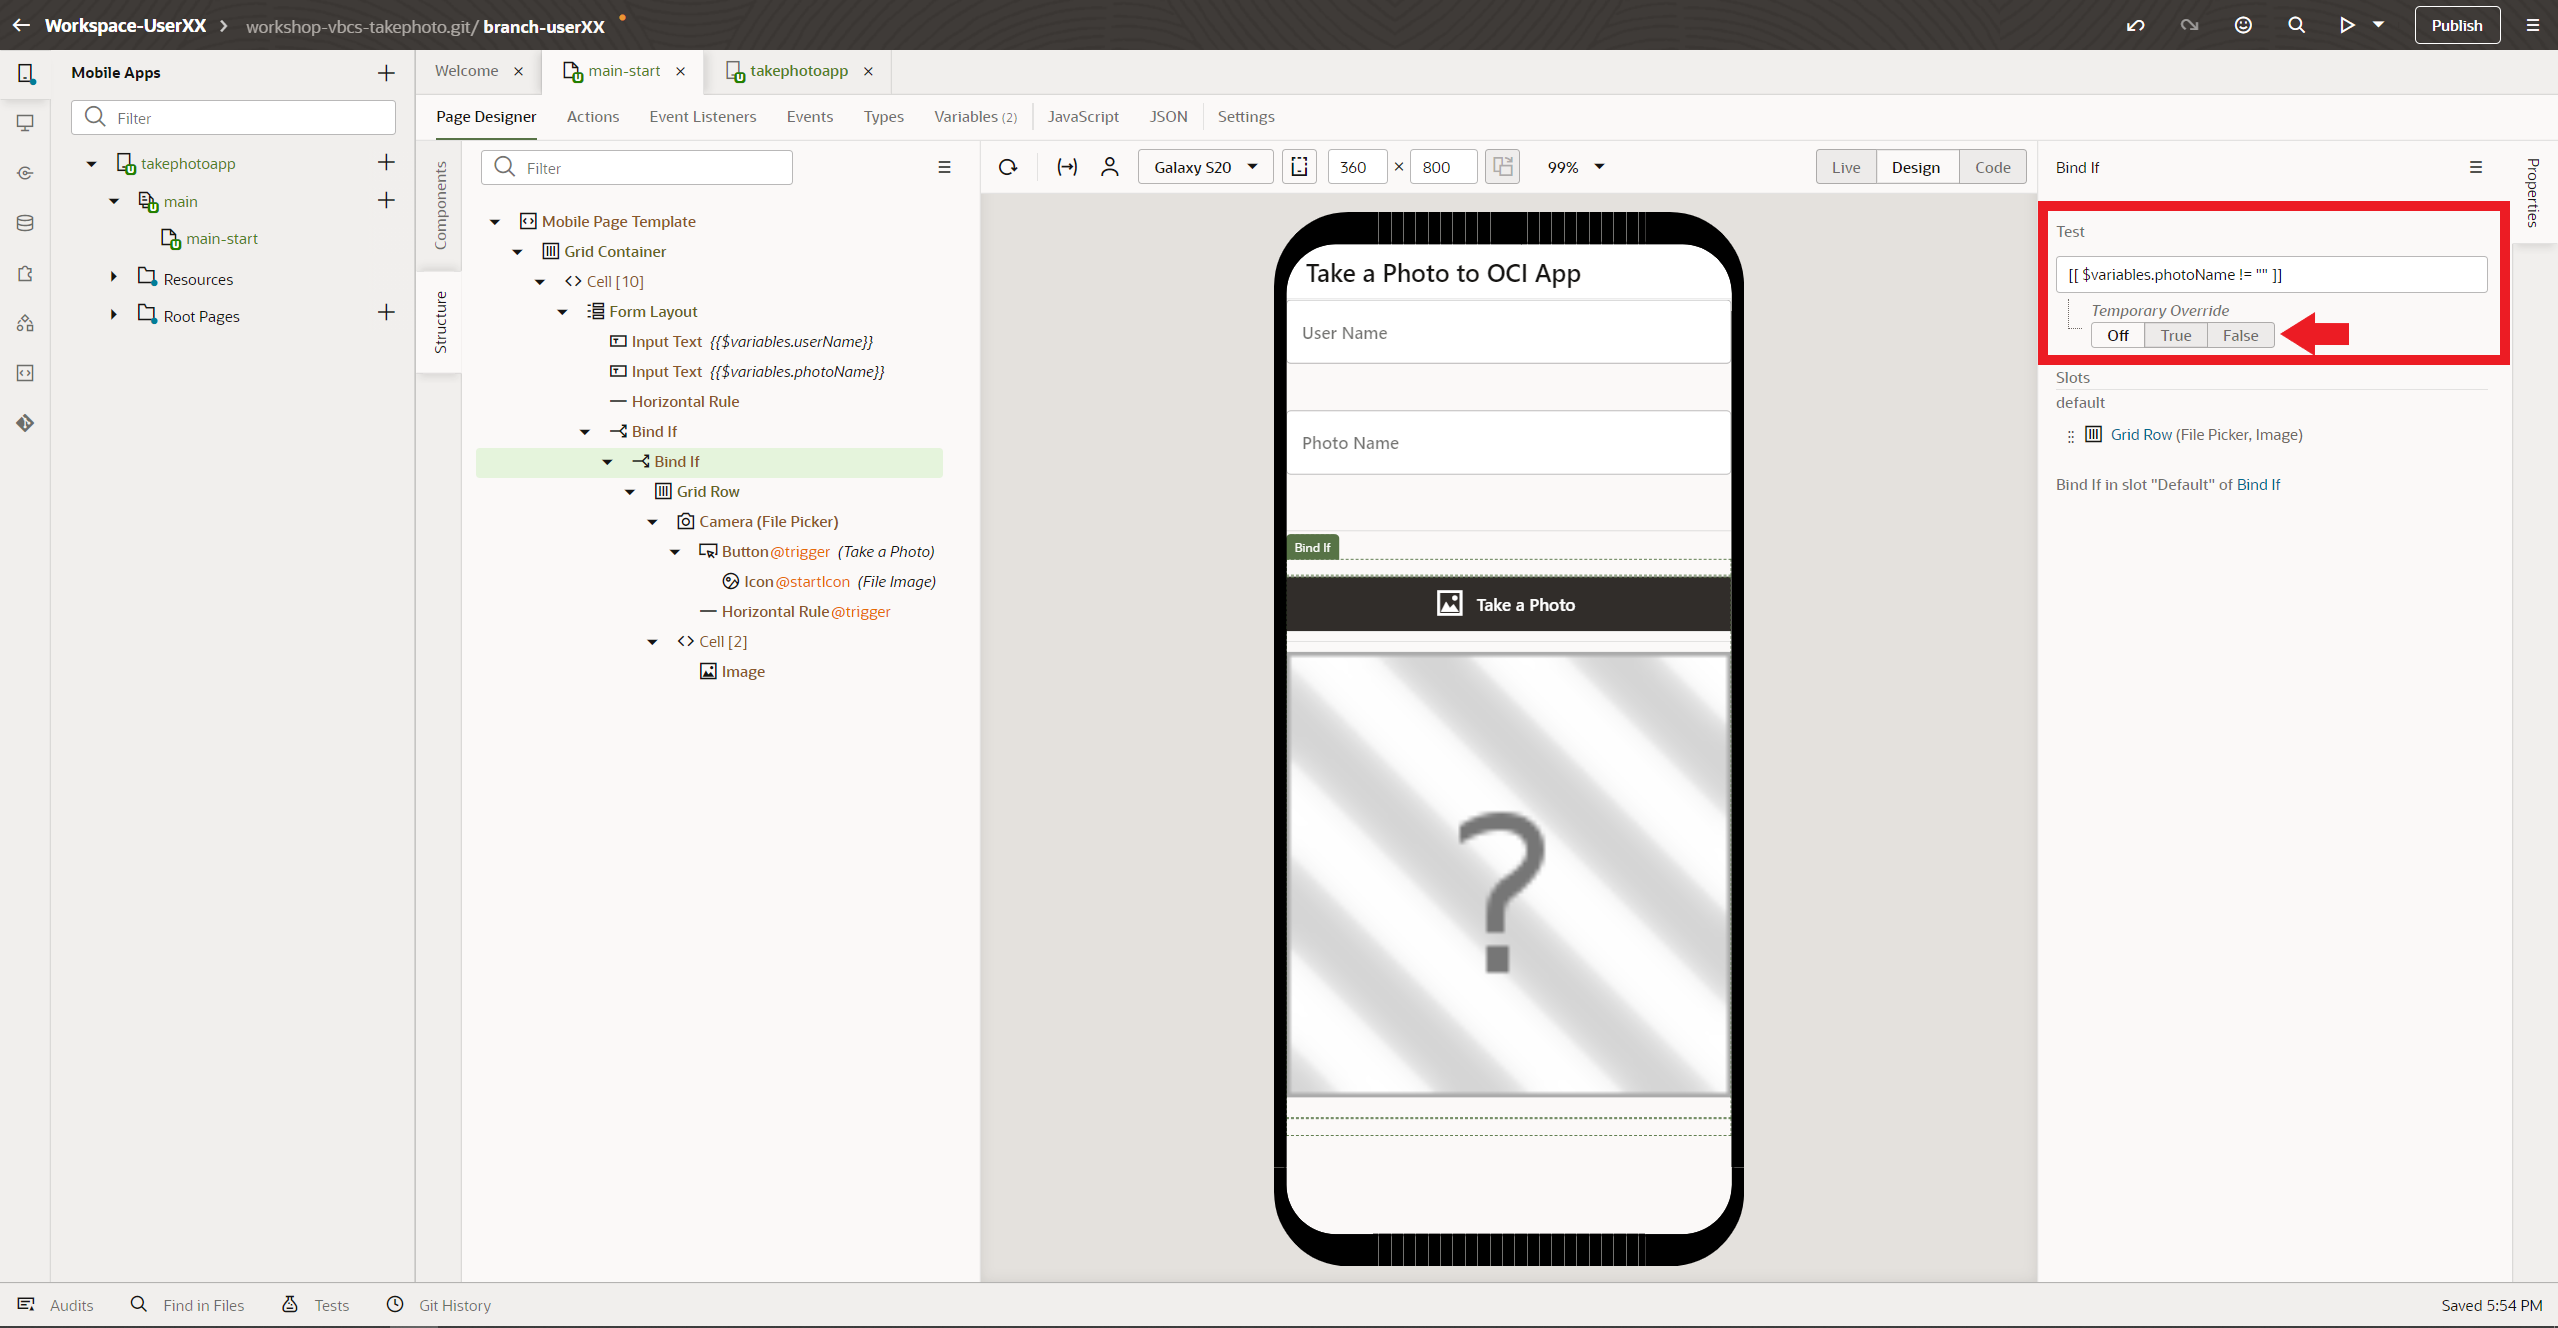 Workspace-UserXX
workshop-vbcs-takephoto.git/ branch-userXX
Publish
Mobile Apps
Filter
takephotoapp
main
main-start
Resources
Root Pages
Welcome
main-start
takephotoapp
Page Designer
Actions
Event Listeners
Events
Types
Variables (2)
JavaScript
JSON
Settings
Components
Structure
Filter
Mobile Page Template
Grid Container
Cell [10]
Form Layout
Input Text {{$variables.userName}}
Input Text {{$variables.photoName}}
Horizontal Rule
Bind If
Bind If
Grid Row
Camera (File Picker)
Button@trigger (Take a Photo)
Icon@startIcon (File Image)
Horizontal Rule@trigger
Cell [2]
Image
Galaxy S20
360 × 800
99%
Live
Design
Code
Take a Photo to OCI App
User Name
Photo Name
Bind If
Take a Photo
?
Bind If
Properties
Test
[[ $variables.photoName != "" ]]
Temporary Override
Off
True
False
Slots
default
Grid Row (File Picker, Image)
Bind If in slot "Default" of Bind If
Audits
Find in Files
Tests
Git History
Saved 5:54 PM